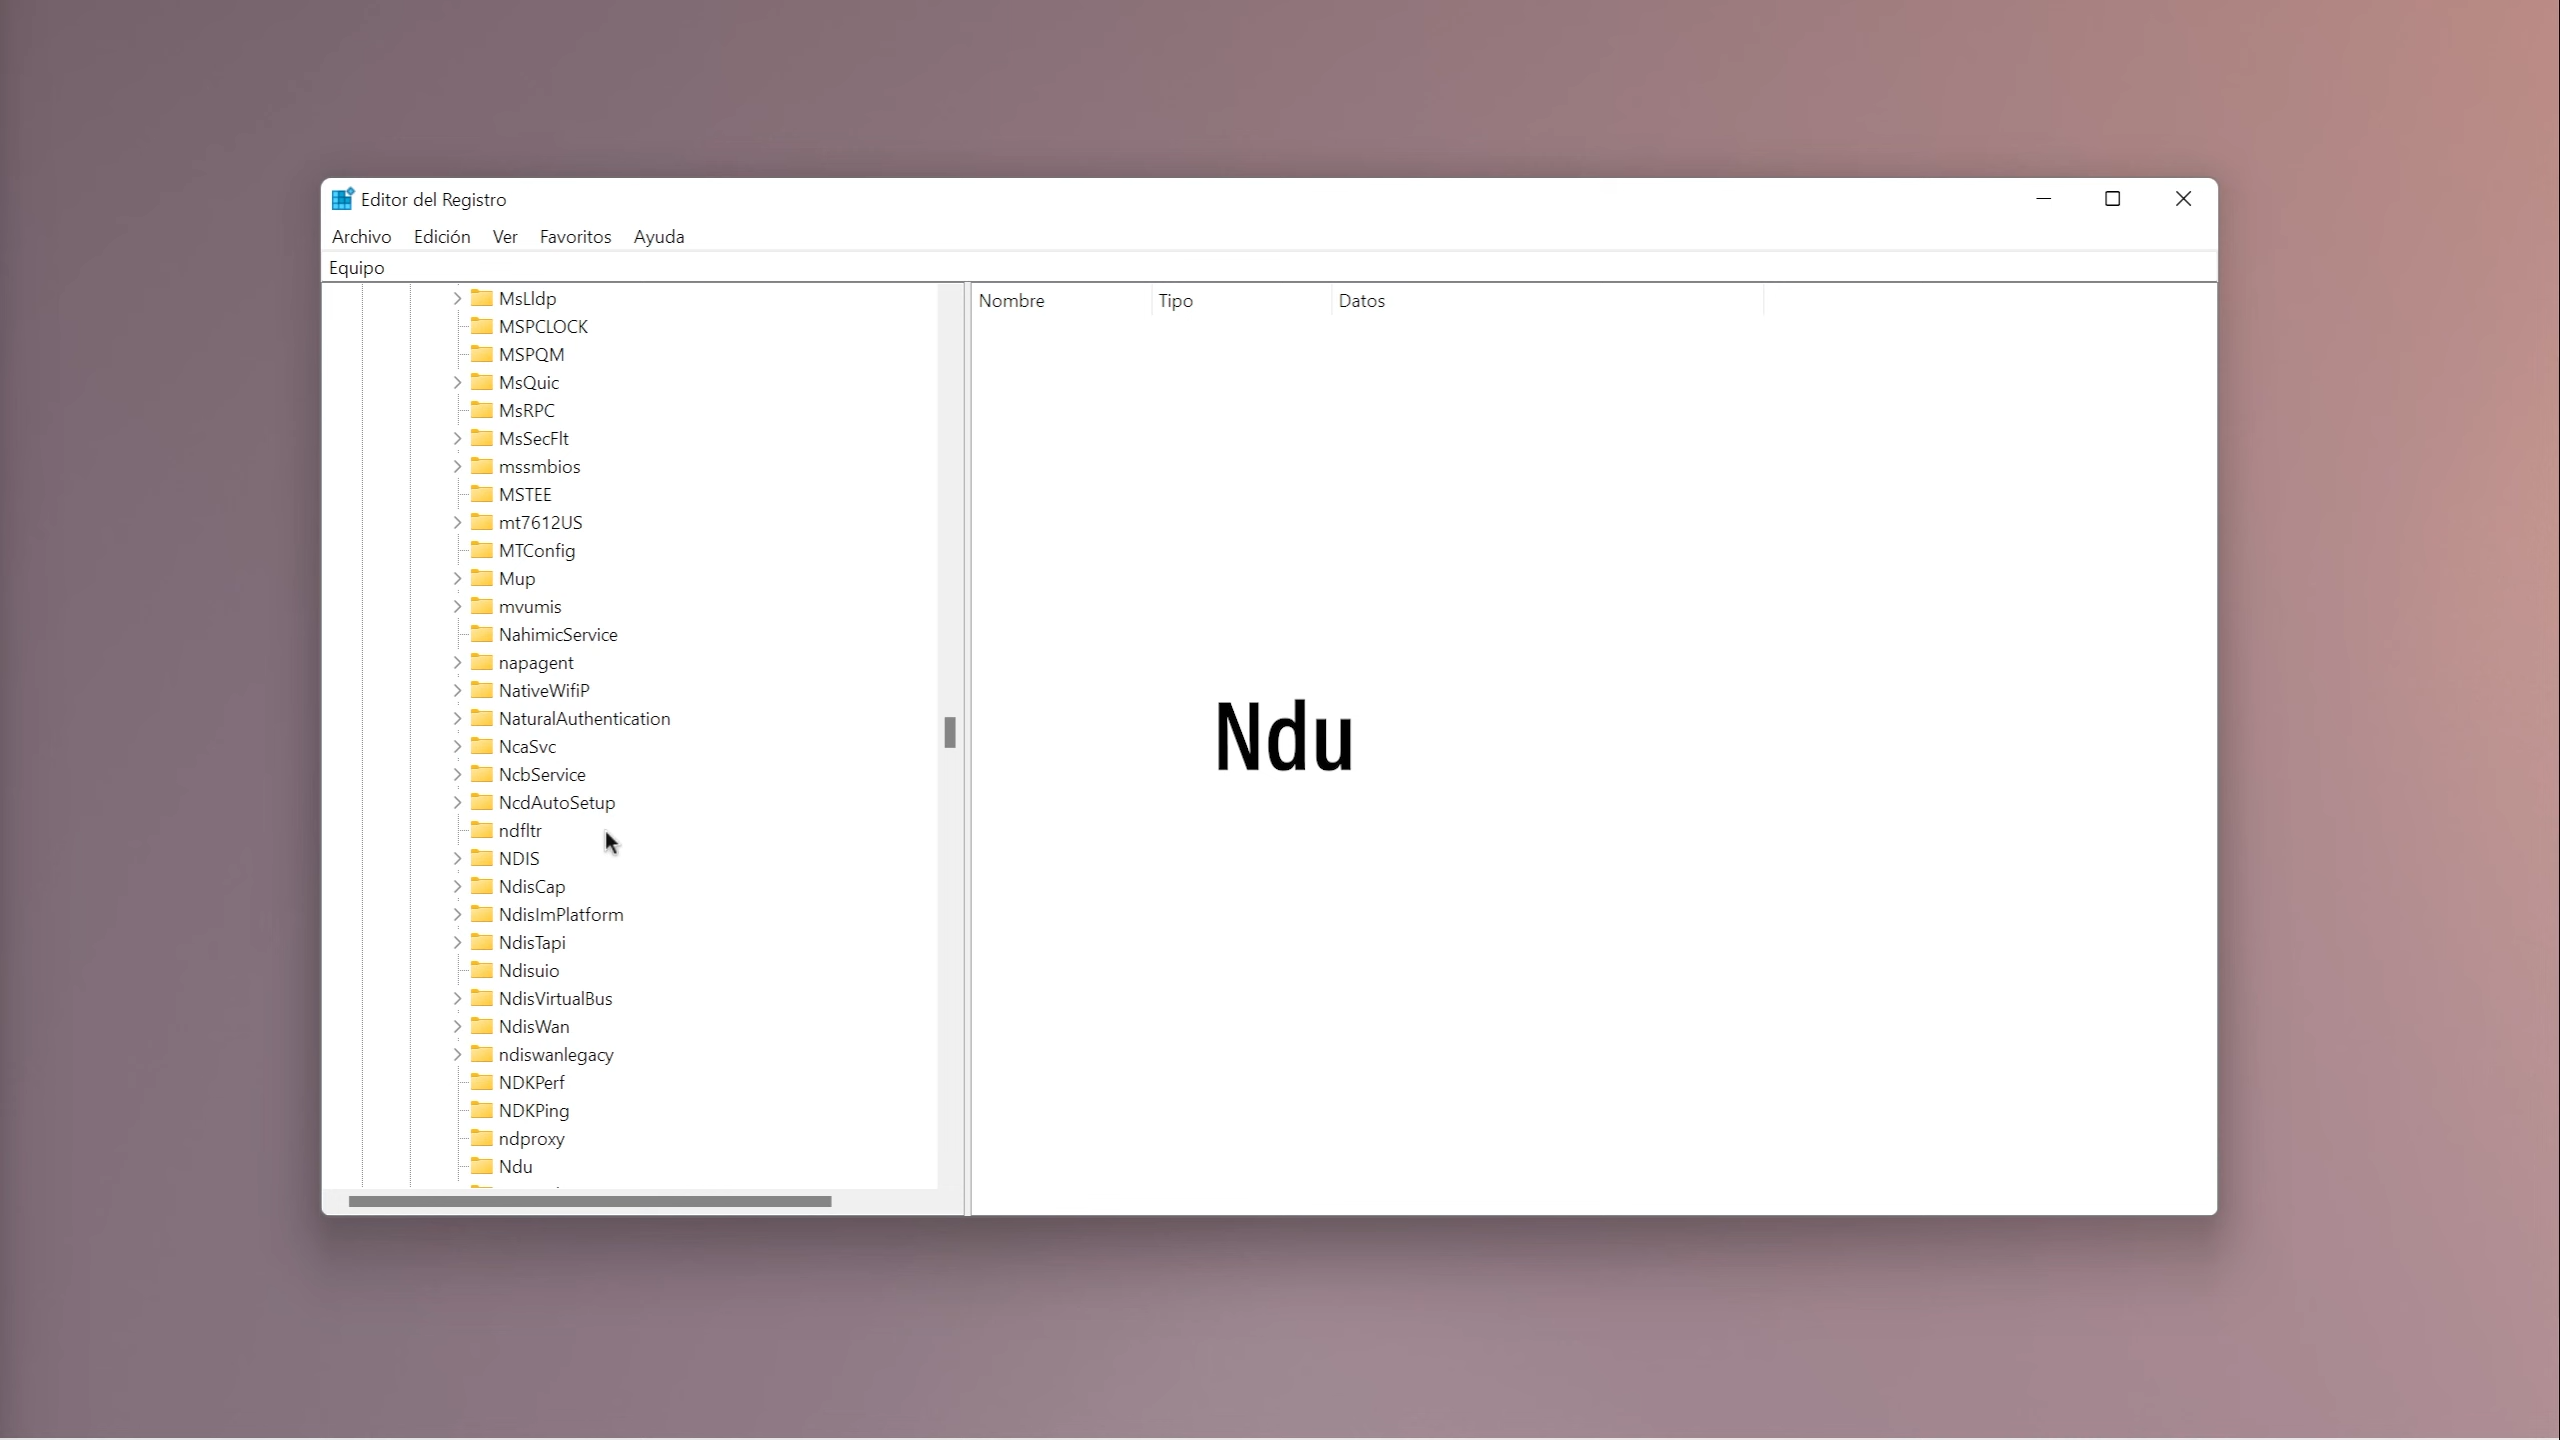 Editor del Registro
Archivo Edición Ver Favoritos Ayuda
Equipo
MsLldp
MSPCLOCK
MSPQM
MsQuic
MsRPC
MsSecFlt
mssmbios
MSTEE
mt7612US
MTConfig
Mup
mvumis
NahimicService
napagent
NativeWifiP
NaturalAuthentication
NcaSvc
NcbService
NcdAutoSetup
ndfltr
NDIS
NdisCap
NdisImPlatform
NdisTapi
Ndisuio
NdisVirtualBus
NdisWan
ndiswanlegacy
NDKPerf
NDKPing
ndproxy
Ndu
Nombre Tipo Datos
Ndu